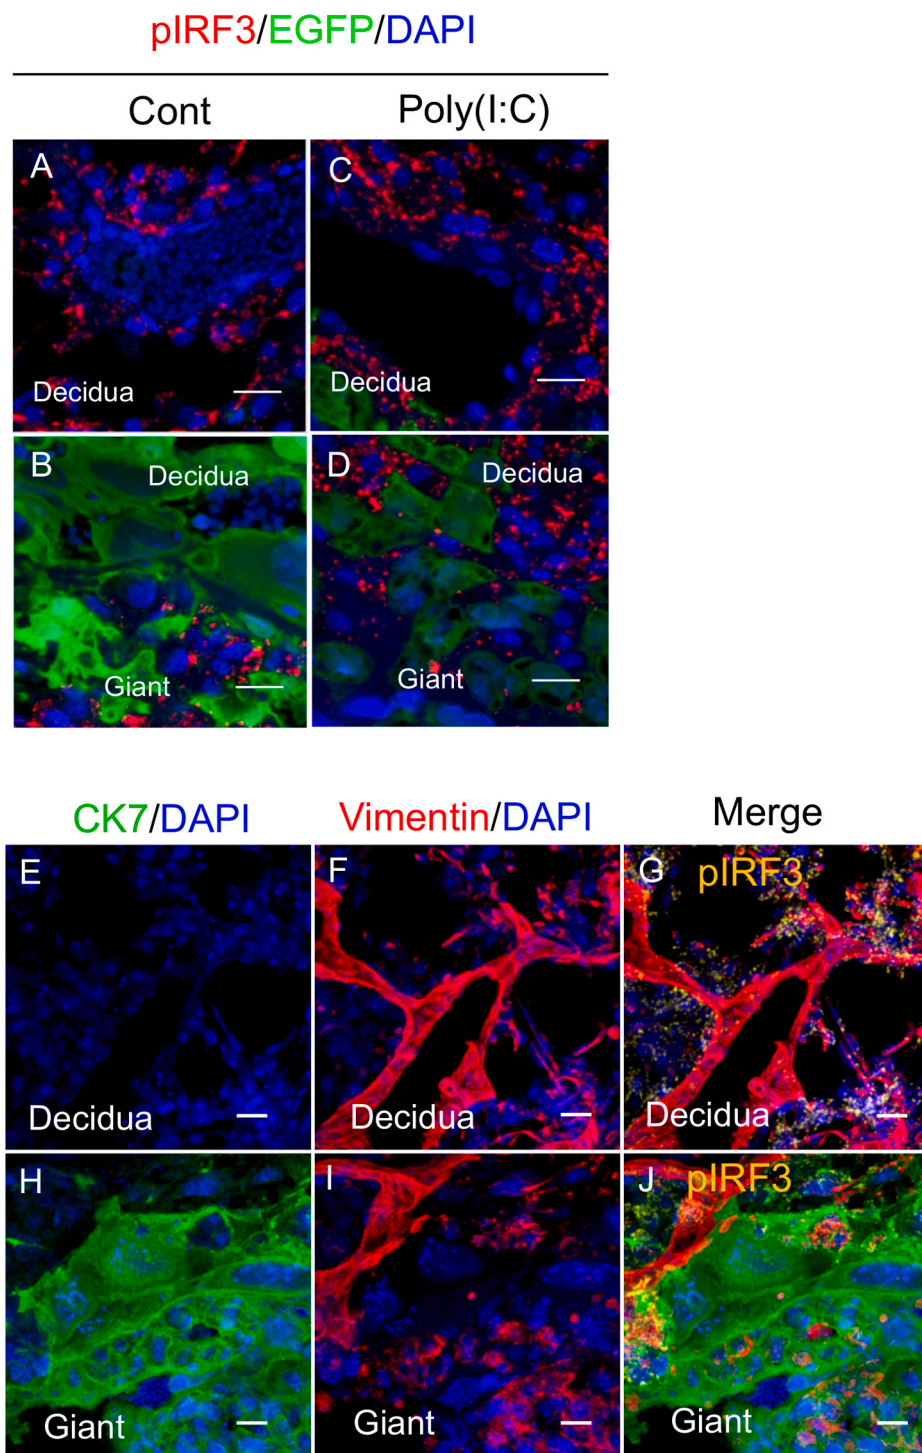 pIRF3/EGFP/DAPI
Cont
Poly(I:C)
A
Decidua
C
Decidua
B
Decidua
Giant
D
Decidua
Giant
CK7/DAPI
Vimentin/DAPI
Merge
E
Decidua
F
Decidua
G
pIRF3
Decidua
H
Giant
I
J
pIRF3
Giant